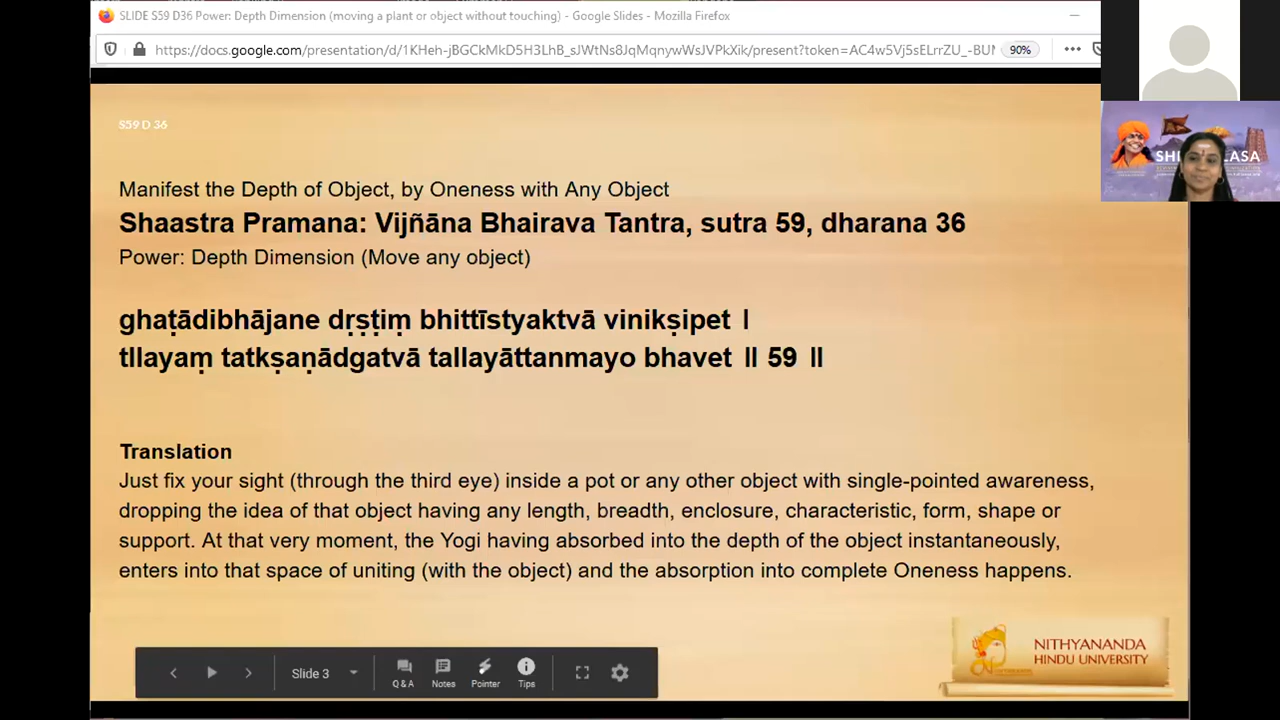 SLIDE S59 D36 Power: Depth Dimension (moving a plant or object without touching) - Google Slides - Mozilla Firefox
https://docs.google.com/presentation/d/1KHeh-jBGCkMkD5H3LhB_sJWtNs8JqMqnywWsJVPkXik/present?token=AC4w5Vj5sELrrZU_-BUN
90%
S59 D 36
Manifest the Depth of Object, by Oneness with Any Object
Shaastra Pramana: Vijñāna Bhairava Tantra, sutra 59, dharana 36
Power: Depth Dimension (Move any object)
ghaṭādibhājane dṛṣṭiṃ bhittīstyaktvā vinikṣipet ।
tllayaṃ tatkṣaṇādgatvā tallayāttanmayo bhavet ॥ 59 ॥
Translation
Just fix your sight (through the third eye) inside a pot or any other object with single-pointed awareness,
dropping the idea of that object having any length, breadth, enclosure, characteristic, form, shape or
support. At that very moment, the Yogi having absorbed into the depth of the object instantaneously,
enters into that space of uniting (with the object) and the absorption into complete Oneness happens.
Slide 3
Q & A
Notes
Pointer
Tips
NITHYANANDA
HINDU UNIVERSITY